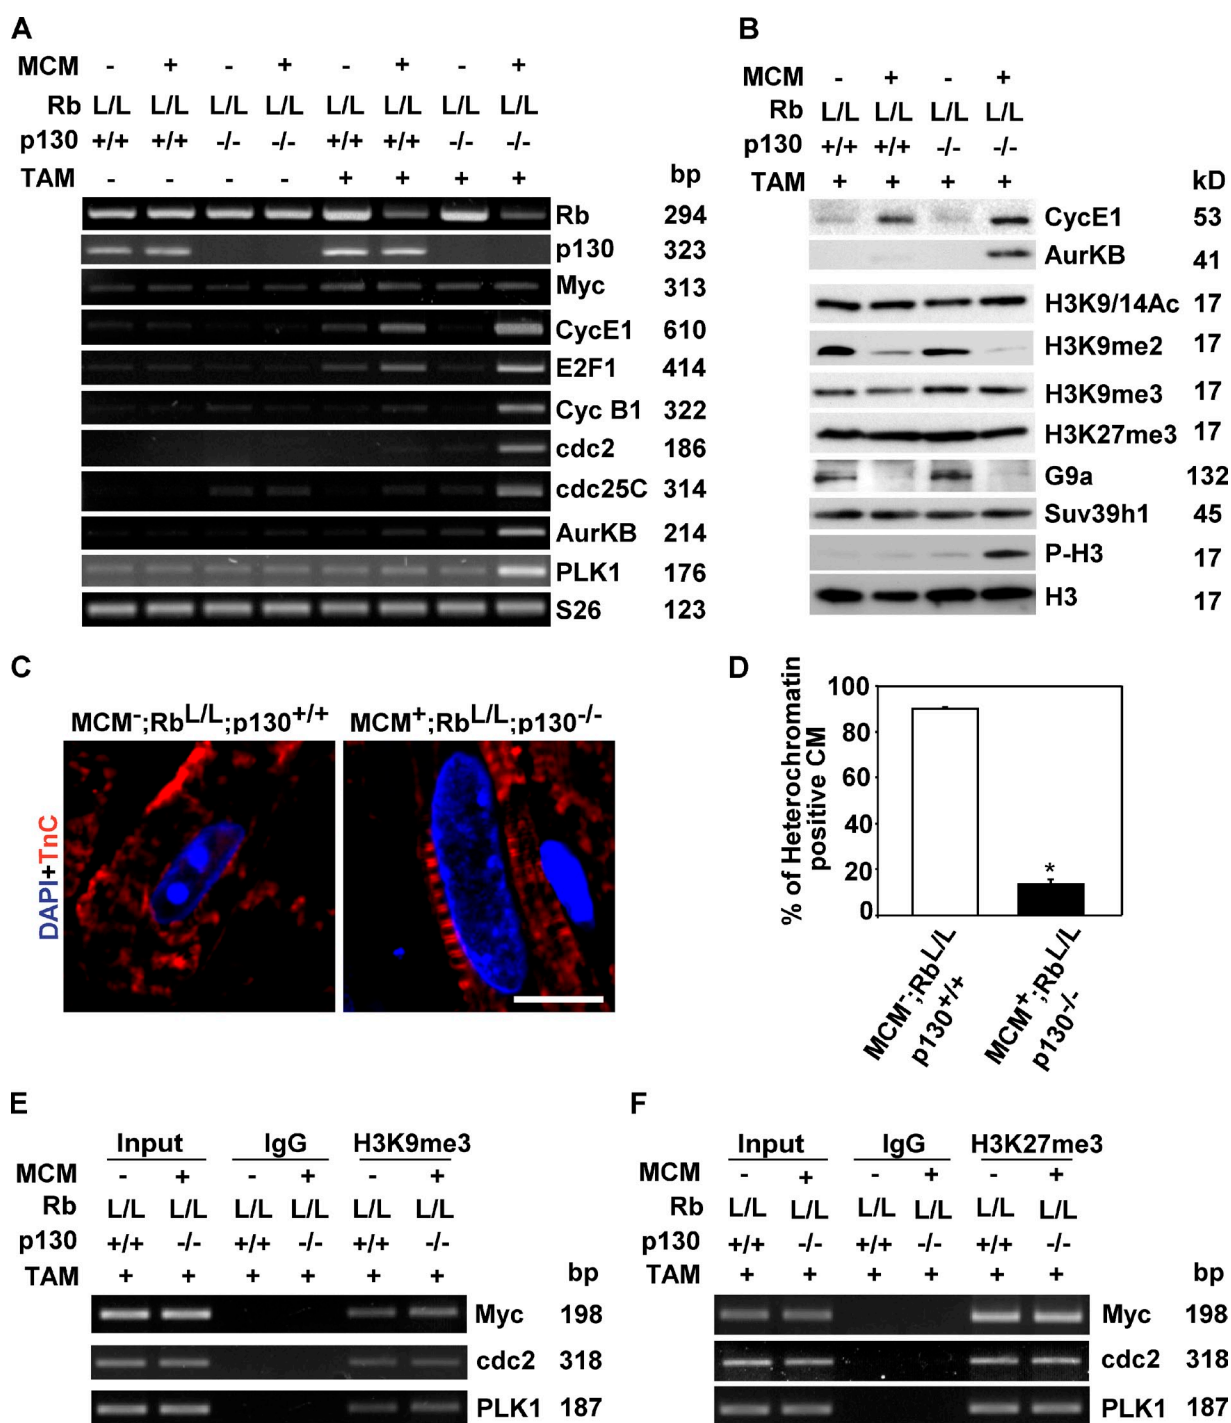 A
MCM - + - + - + - +
Rb L/L L/L L/L L/L L/L L/L L/L L/L
p130 +/+ +/+ -/- -/- +/+ +/+ -/- -/-
TAM - - - - + + + + bp
Rb 294
p130 323
Myc 313
CycE1 610
E2F1 414
Cyc B1 322
cdc2 186
cdc25C 314
AurKB 214
PLK1 176
S26 123
B
MCM - + - +
Rb L/L L/L L/L L/L
p130 +/+ +/+ -/- -/-
TAM + + + + kD
CycE1 53
AurKB 41
H3K9/14Ac 17
H3K9me2 17
H3K9me3 17
H3K27me3 17
G9a 132
Suv39h1 45
P-H3 17
H3 17
C
MCM-;RbL/L;p130+/+ MCM+;RbL/L;p130-/-
DAPI+TnC
D
% of Heterochromatin
positive CM
100
80
60
40
20
0
*
MCM-;RbL/L
p130+/+
MCM+;RbL/L
p130-/-
E
Input IgG H3K9me3
MCM - + - + - +
Rb L/L L/L L/L L/L L/L L/L
p130 +/+ -/- +/+ -/- +/+ -/-
TAM + + + + + + bp
Myc 198
cdc2 318
PLK1 187
F
Input IgG H3K27me3
MCM - + - + - +
Rb L/L L/L L/L L/L L/L L/L
p130 +/+ -/- +/+ -/- +/+ -/-
TAM + + + + + + bp
Myc 198
cdc2 318
PLK1 187